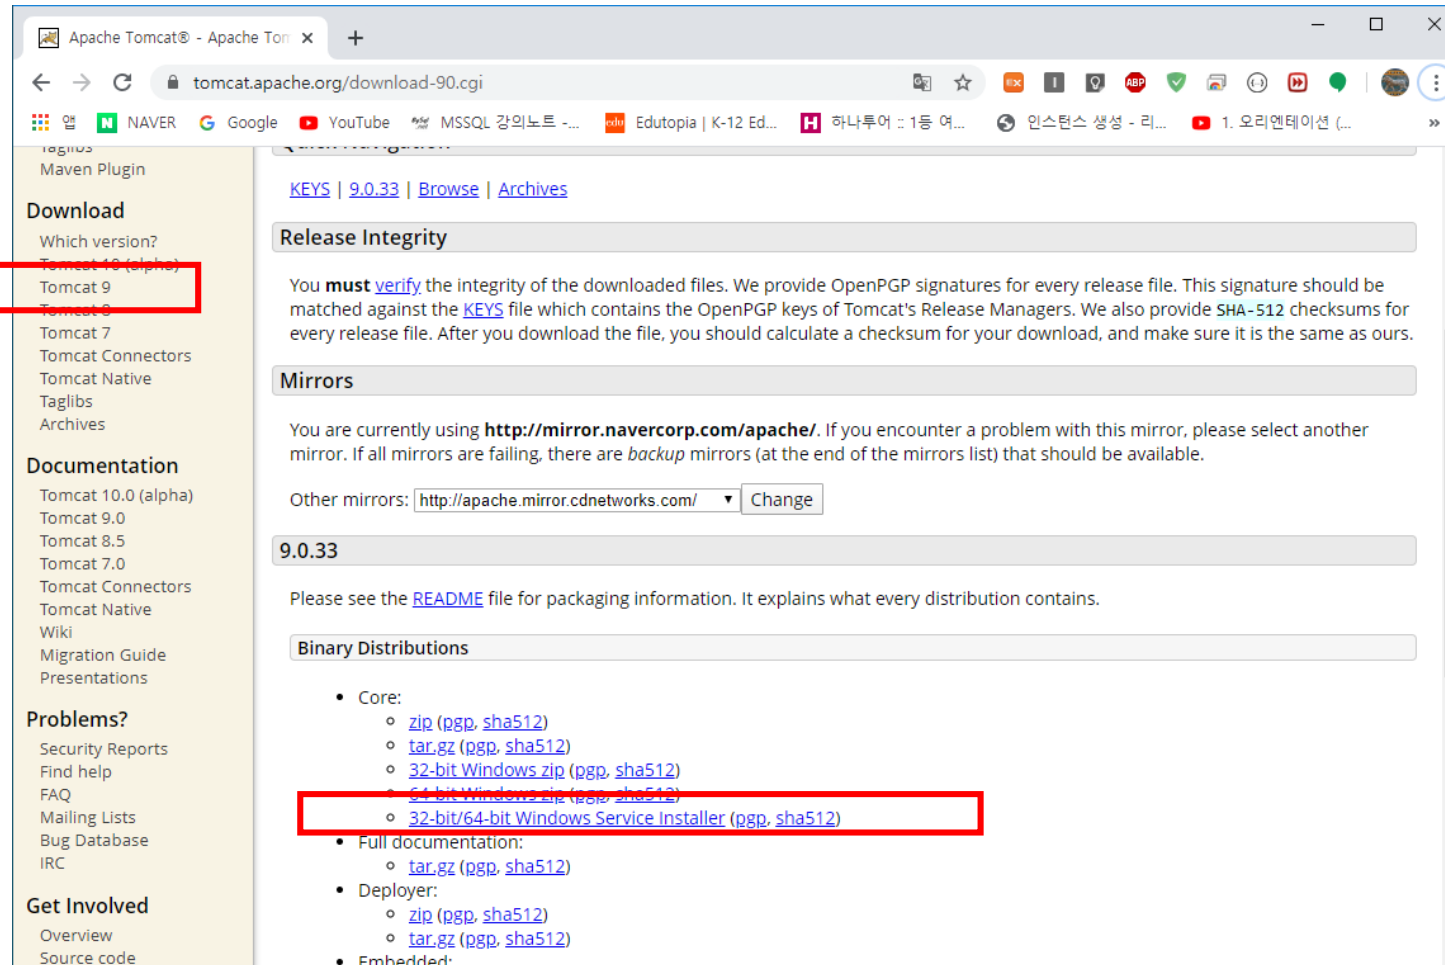 Apache Tomcat® - Apache Tom
tomcat.apache.org/download-90.cgi
앱 NAVER Google YouTube MSSQL 강의노트 -... Edutopia | K-12 Ed... 하나투어 :: 1등 여... 인스턴스 생성 - 리... 1. 오리엔테이션 (... »
Taglibs
Maven Plugin
Download
Which version?
Tomcat 10 (alpha)
Tomcat 9
Tomcat 8
Tomcat 7
Tomcat Connectors
Tomcat Native
Taglibs
Archives
Documentation
Tomcat 10.0 (alpha)
Tomcat 9.0
Tomcat 8.5
Tomcat 7.0
Tomcat Connectors
Tomcat Native
Wiki
Migration Guide
Presentations
Problems?
Security Reports
Find help
FAQ
Mailing Lists
Bug Database
IRC
Get Involved
Overview
Source code
Quick Navigation
KEYS | 9.0.33 | Browse | Archives
Release Integrity
You must verify the integrity of the downloaded files. We provide OpenPGP signatures for every release file. This signature should be
matched against the KEYS file which contains the OpenPGP keys of Tomcat's Release Managers. We also provide SHA-512 checksums for
every release file. After you download the file, you should calculate a checksum for your download, and make sure it is the same as ours.
Mirrors
You are currently using http://mirror.navercorp.com/apache/. If you encounter a problem with this mirror, please select another
mirror. If all mirrors are failing, there are backup mirrors (at the end of the mirrors list) that should be available.
Other mirrors: http://apache.mirror.cdnetworks.com/ Change
9.0.33
Please see the README file for packaging information. It explains what every distribution contains.
Binary Distributions
Core:
zip (pgp, sha512)
tar.gz (pgp, sha512)
32-bit Windows zip (pgp, sha512)
64-bit Windows zip (pgp, sha512)
32-bit/64-bit Windows Service Installer (pgp, sha512)
Full documentation:
tar.gz (pgp, sha512)
Deployer:
zip (pgp, sha512)
tar.gz (pgp, sha512)
Embedded: